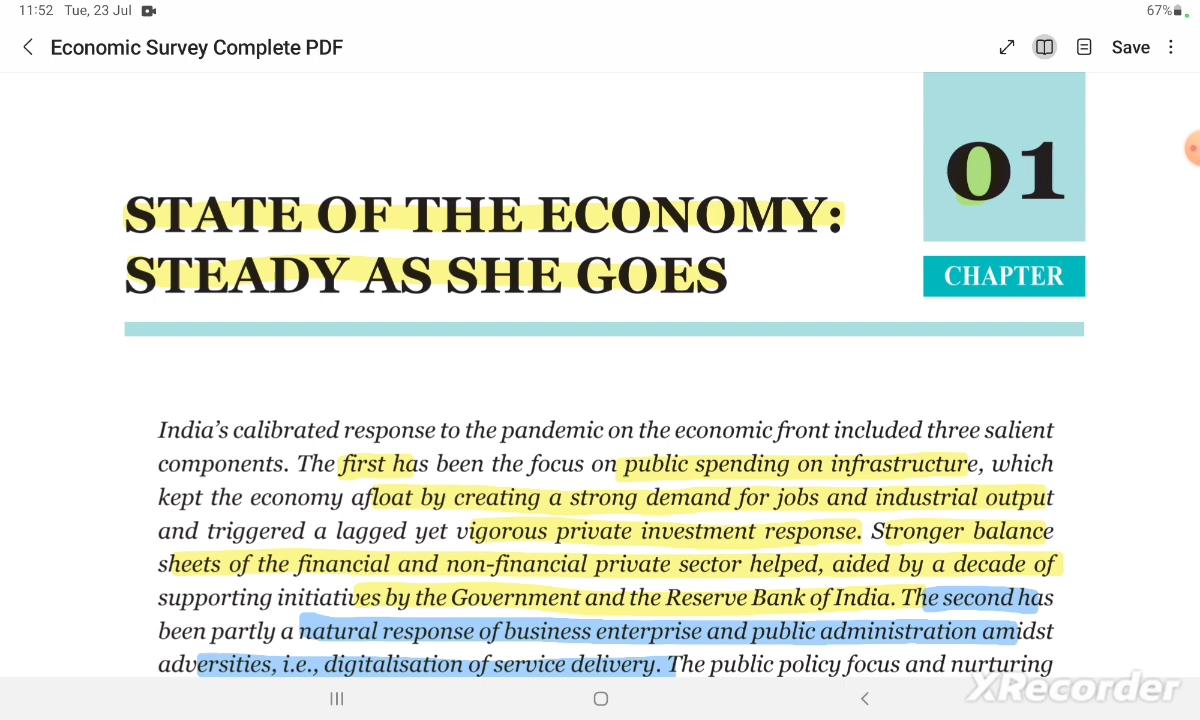 11:52 Tue, 23 Jul
67%
Economic Survey Complete PDF
Save
01
CHAPTER
STATE OF THE ECONOMY:
STEADY AS SHE GOES
India's calibrated response to the pandemic on the economic front included three salient
components. The first has been the focus on public spending on infrastructure, which
kept the economy afloat by creating a strong demand for jobs and industrial output
and triggered a lagged yet vigorous private investment response. Stronger balance
sheets of the financial and non-financial private sector helped, aided by a decade of
supporting initiatives by the Government and the Reserve Bank of India. The second has
been partly a natural response of business enterprise and public administration amidst
adversities, i.e., digitalisation of service delivery. The public policy focus and nurturing
XRecorder